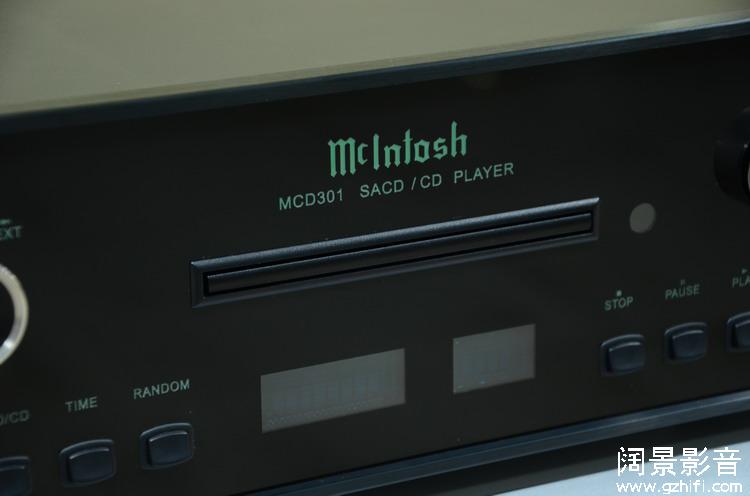 McIntosh
MCD301 SACD / CD PLAYER
STOP
PAUSE
TIME
RANDOM
阔景影音
www.gzhifi.com